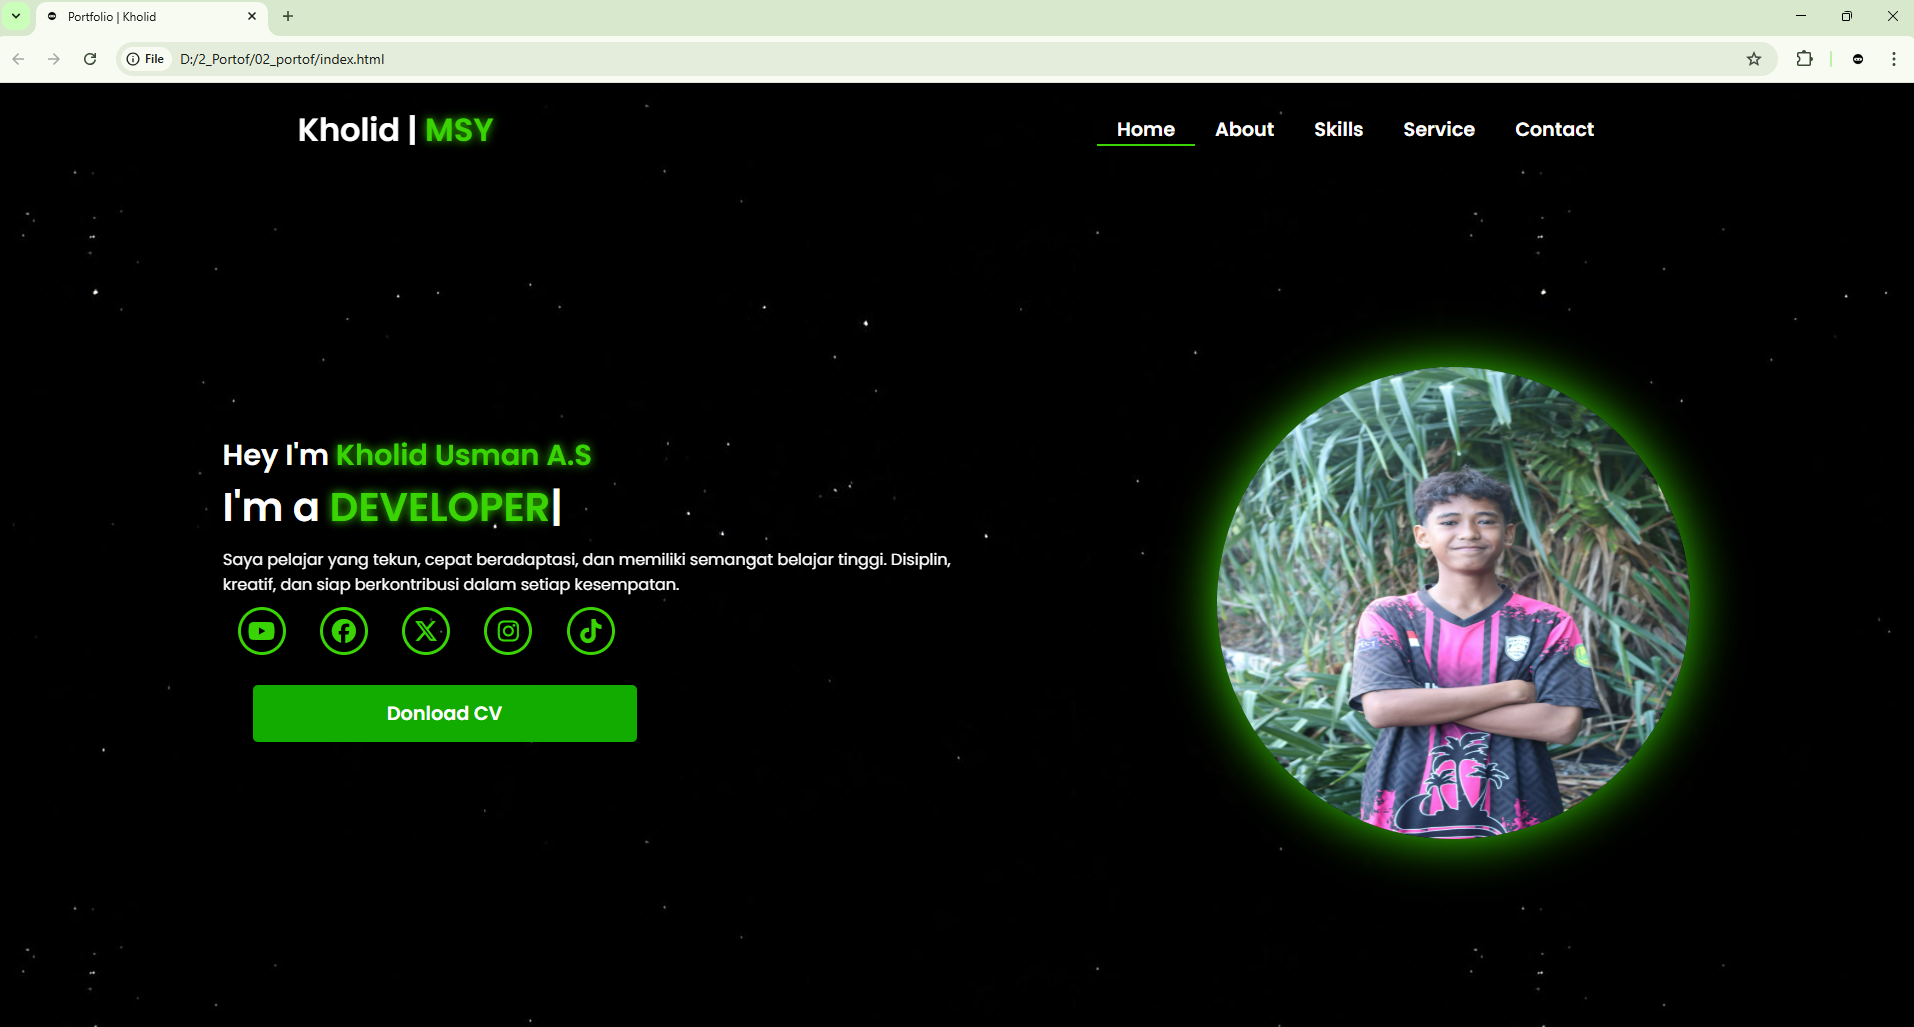 Portfolio | Kholid
File
D:/2_Portof/02_portof/index.html
Kholid | MSY
Home
About
Skills
Service
Contact
Hey I'm Kholid Usman A.S
I'm a DEVELOPER|
Saya pelajar yang tekun, cepat beradaptasi, dan memiliki semangat belajar tinggi. Disiplin,
kreatif, dan siap berkontribusi dalam setiap kesempatan.
Donload CV